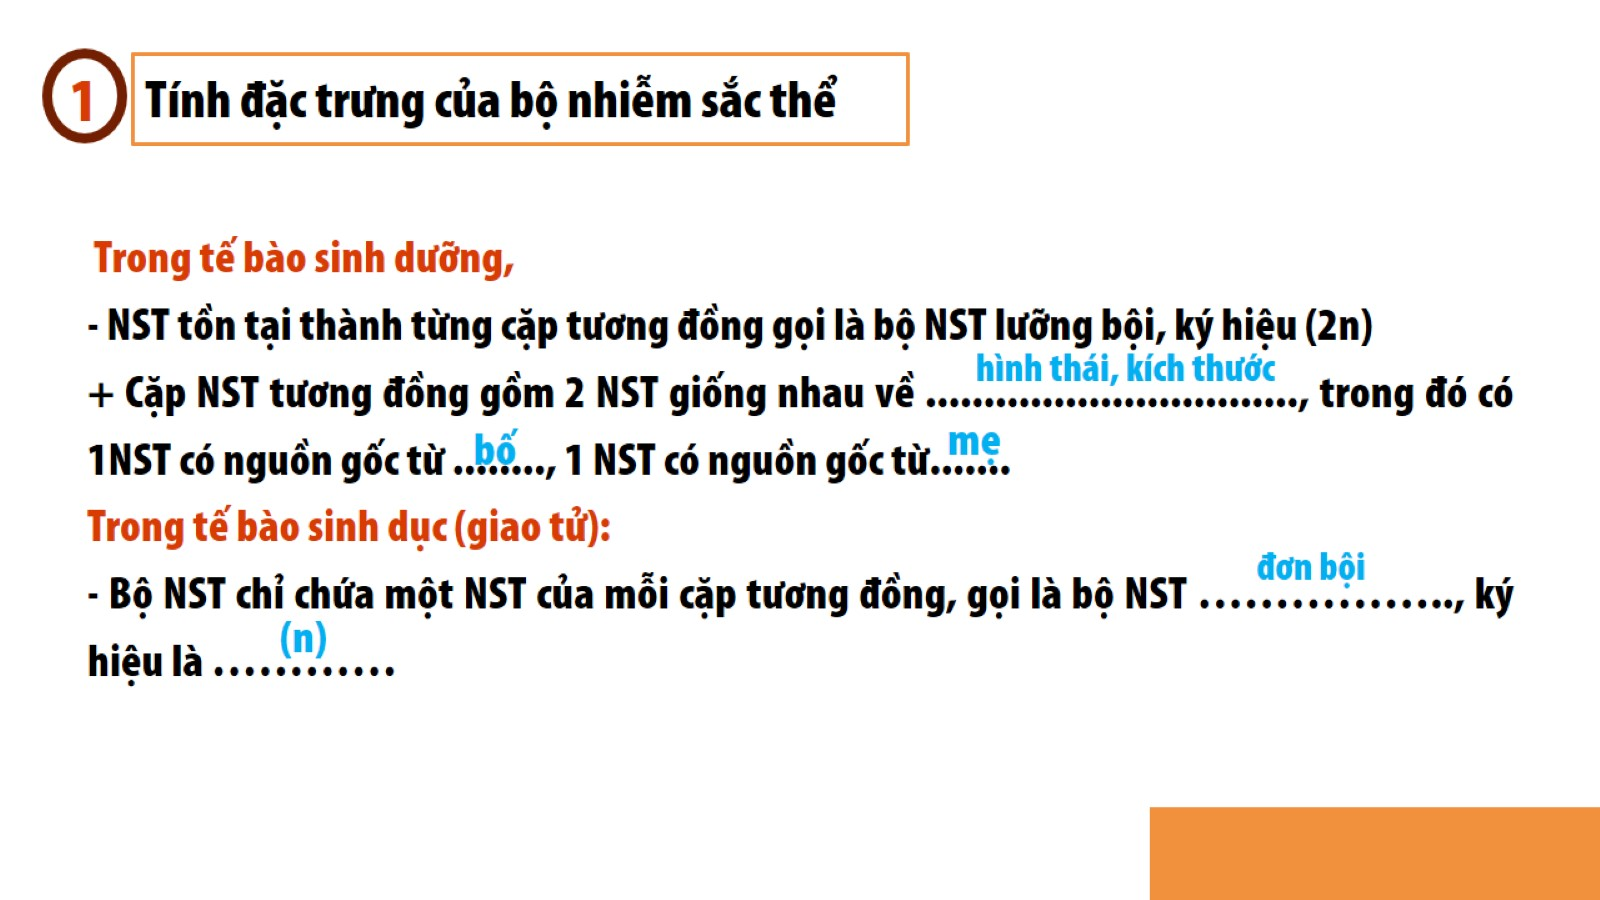 1
Tính đặc trưng của bộ nhiễm sắc thể
Trong tế bào sinh dưỡng,
- NST tồn tại thành từng cặp tương đồng gọi là bộ NST lưỡng bội, ký hiệu (2n)
hình thái, kích thước
+ Cặp NST tương đồng gồm 2 NST giống nhau về ................................, trong đó có
bố mẹ
1NST có nguồn gốc từ ........, 1 NST có nguồn gốc từ.......
Trong tế bào sinh dục (giao tử):
đơn bội
- Bộ NST chỉ chứa một NST của mỗi cặp tương đồng, gọi là bộ NST ……………..., ký
(n)
hiệu là …………